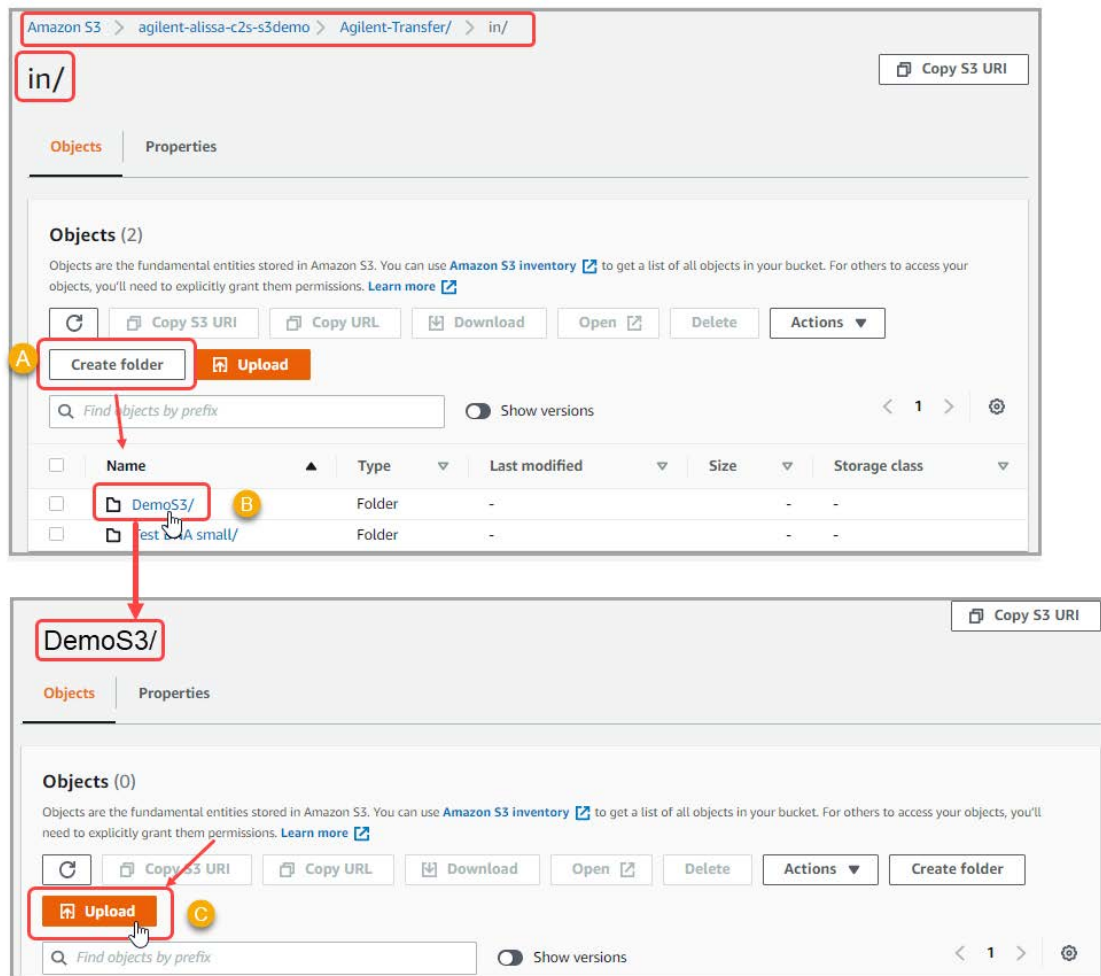 Amazon S3 > agilent-alissa-c2s-s3demo > Agilent-Transfer/ > in/
in/
Copy S3 URI
Objects Properties
Objects (2)
Objects are the fundamental entities stored in Amazon S3. You can use Amazon S3 inventory to get a list of all objects in your bucket. For others to access your
objects, you'll need to explicitly grant them permissions. Learn more
Copy S3 URI Copy URL Download Open Delete Actions
A Create folder Upload
Find objects by prefix Show versions < 1 >
Name Type Last modified Size Storage class
DemoS3/ B Folder - - -
Test DNA small/ Folder - - -
Copy S3 URI
DemoS3/
Objects Properties
Objects (0)
Objects are the fundamental entities stored in Amazon S3. You can use Amazon S3 inventory to get a list of all objects in your bucket. For others to access your objects, you'll
need to explicitly grant them permissions. Learn more
Copy S3 URI Copy URL Download Open Delete Actions Create folder
Upload C
Find objects by prefix Show versions < 1 >